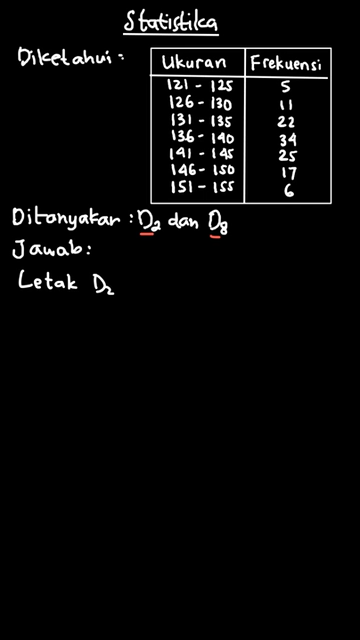 Statistika
Diketahui :
Ukuran Frekuensi
121 - 125 5
126 - 130 11
131 - 135 22
136 - 140 34
141 - 145 25
146 - 150 17
151 - 155 6
Ditanyakan : D2 dan D8
Jawab :
Letak D2